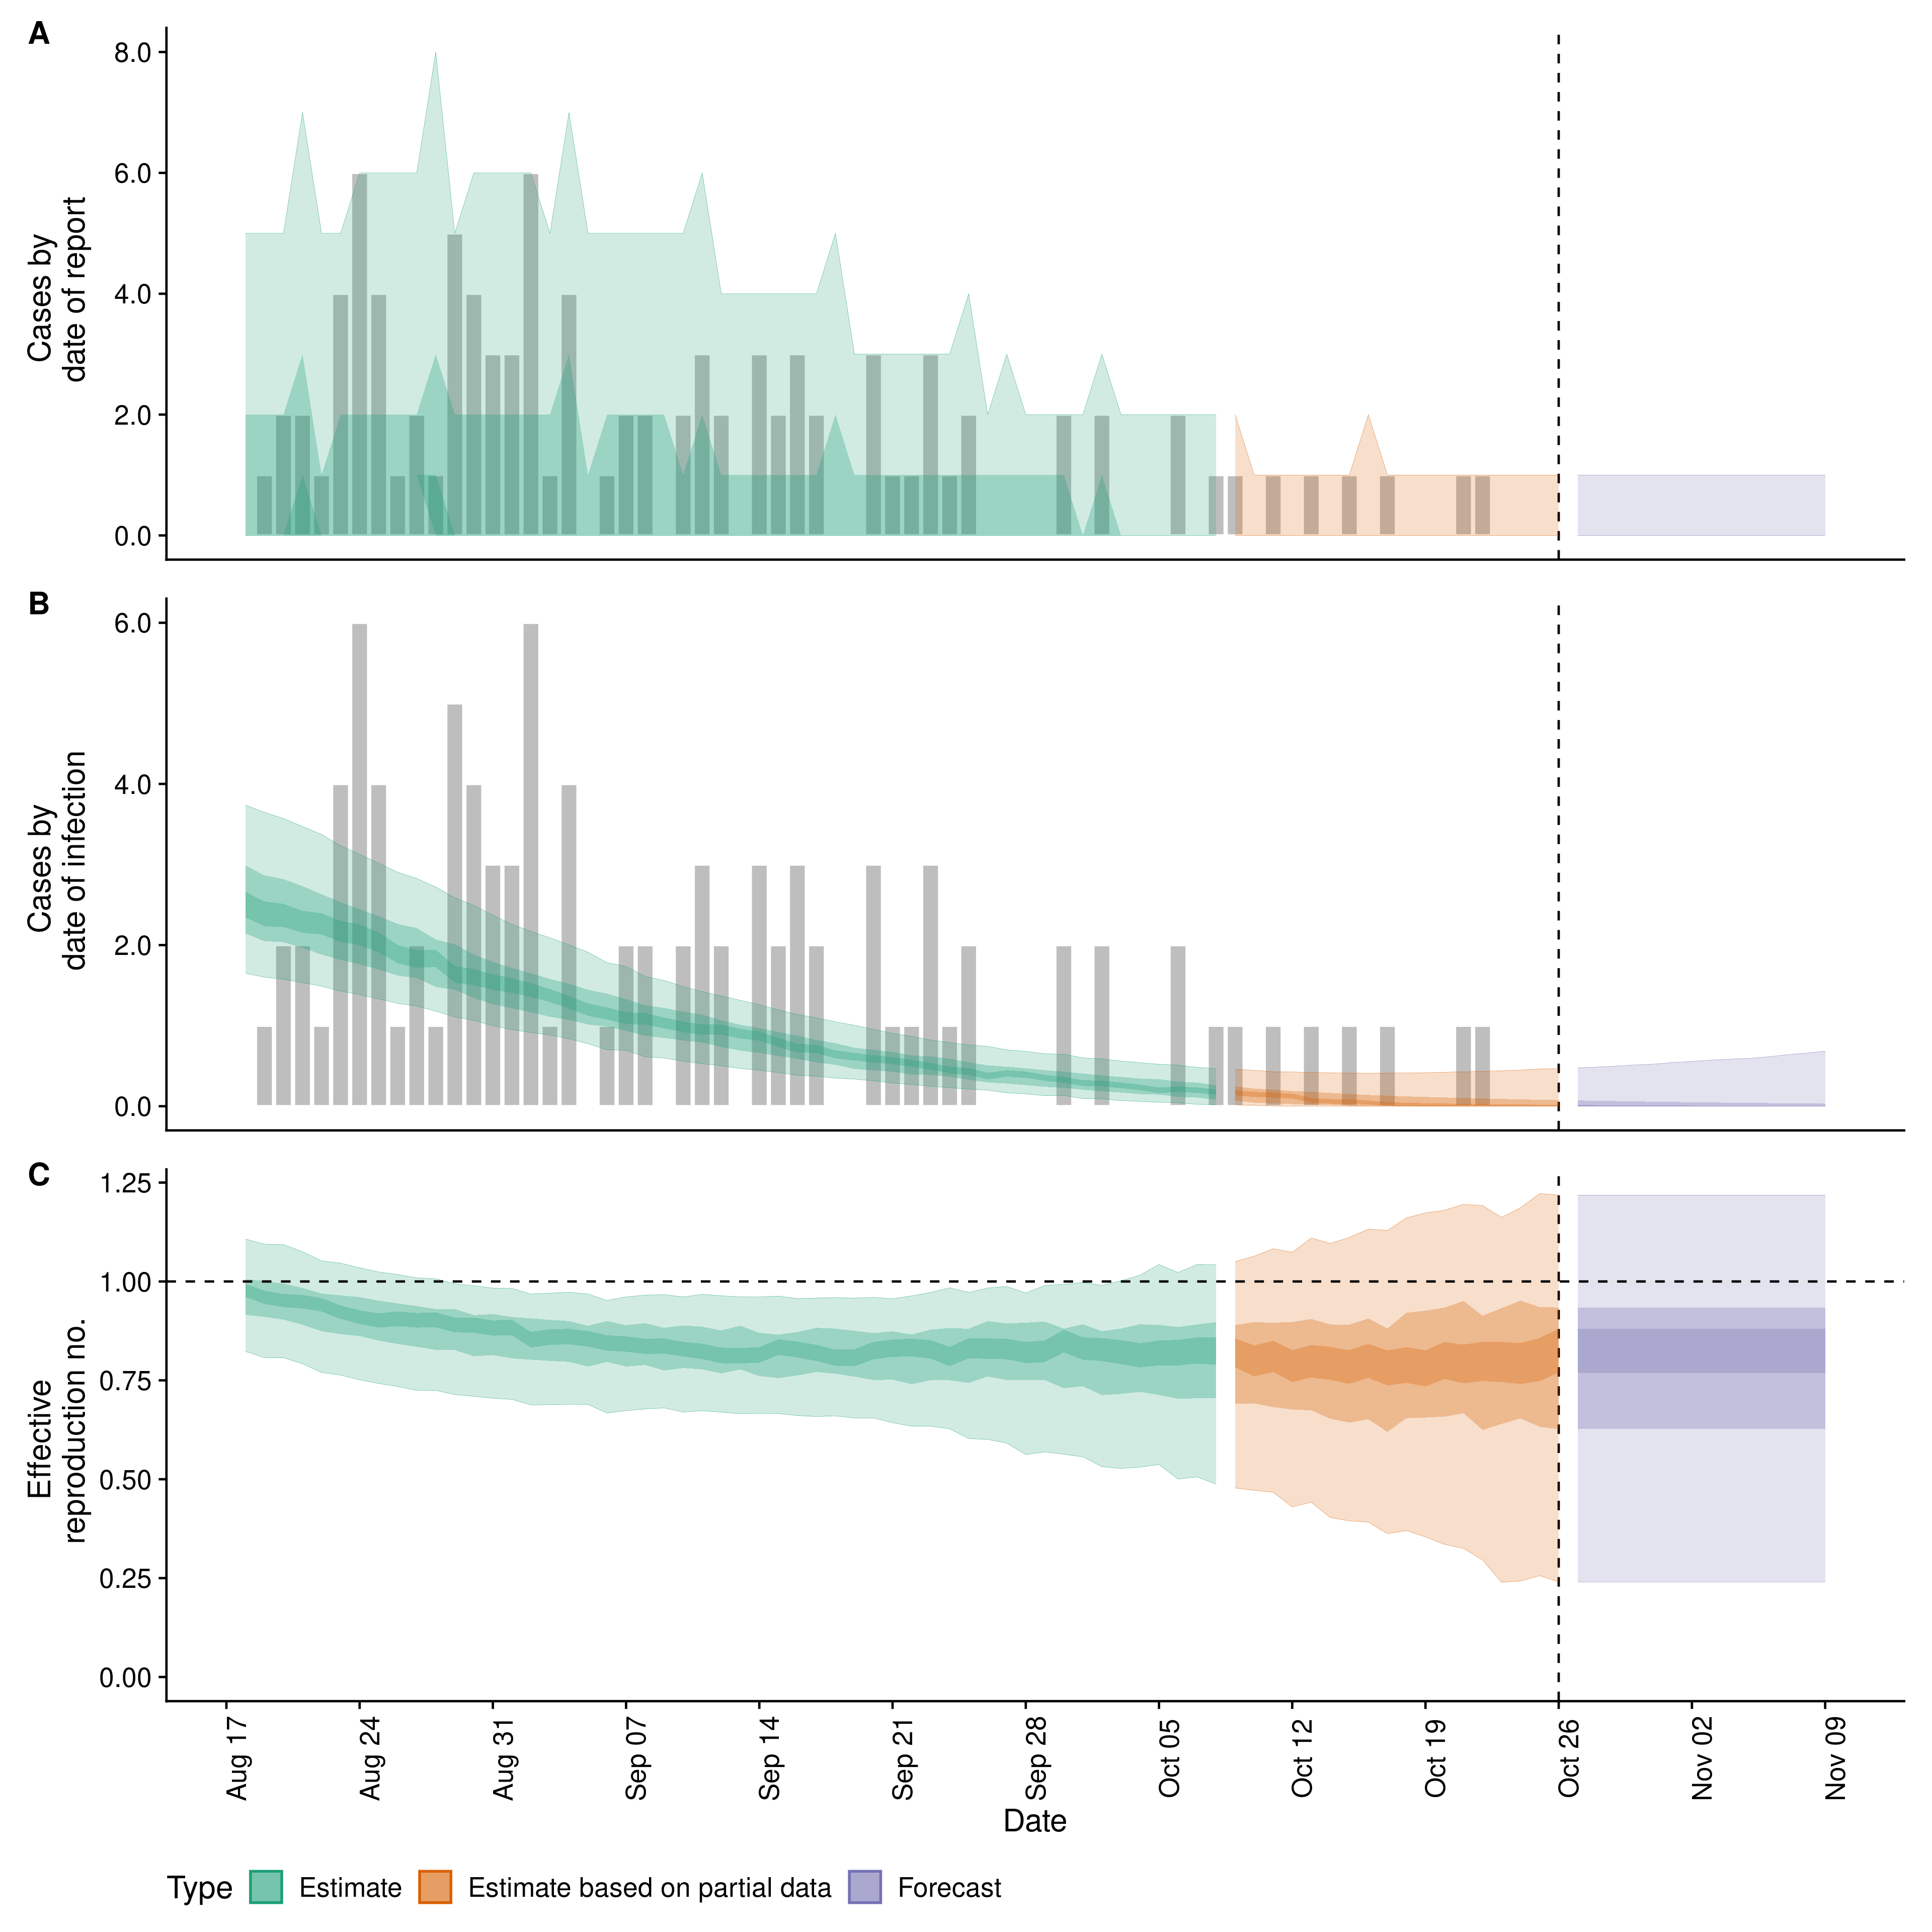 A
8.0
6.0
4.0
2.0
0.0
Cases by
date of report
B
6.0
4.0
2.0
0.0
Cases by
date of infection
C
1.25
1.00
0.75
0.50
0.25
0.00
Effective
reproduction no.
Aug 17
Aug 24
Aug 31
Sep 07
Sep 14
Sep 21
Sep 28
Oct 05
Oct 12
Oct 19
Oct 26
Nov 02
Nov 09
Date
Type
Estimate
Estimate based on partial data
Forecast